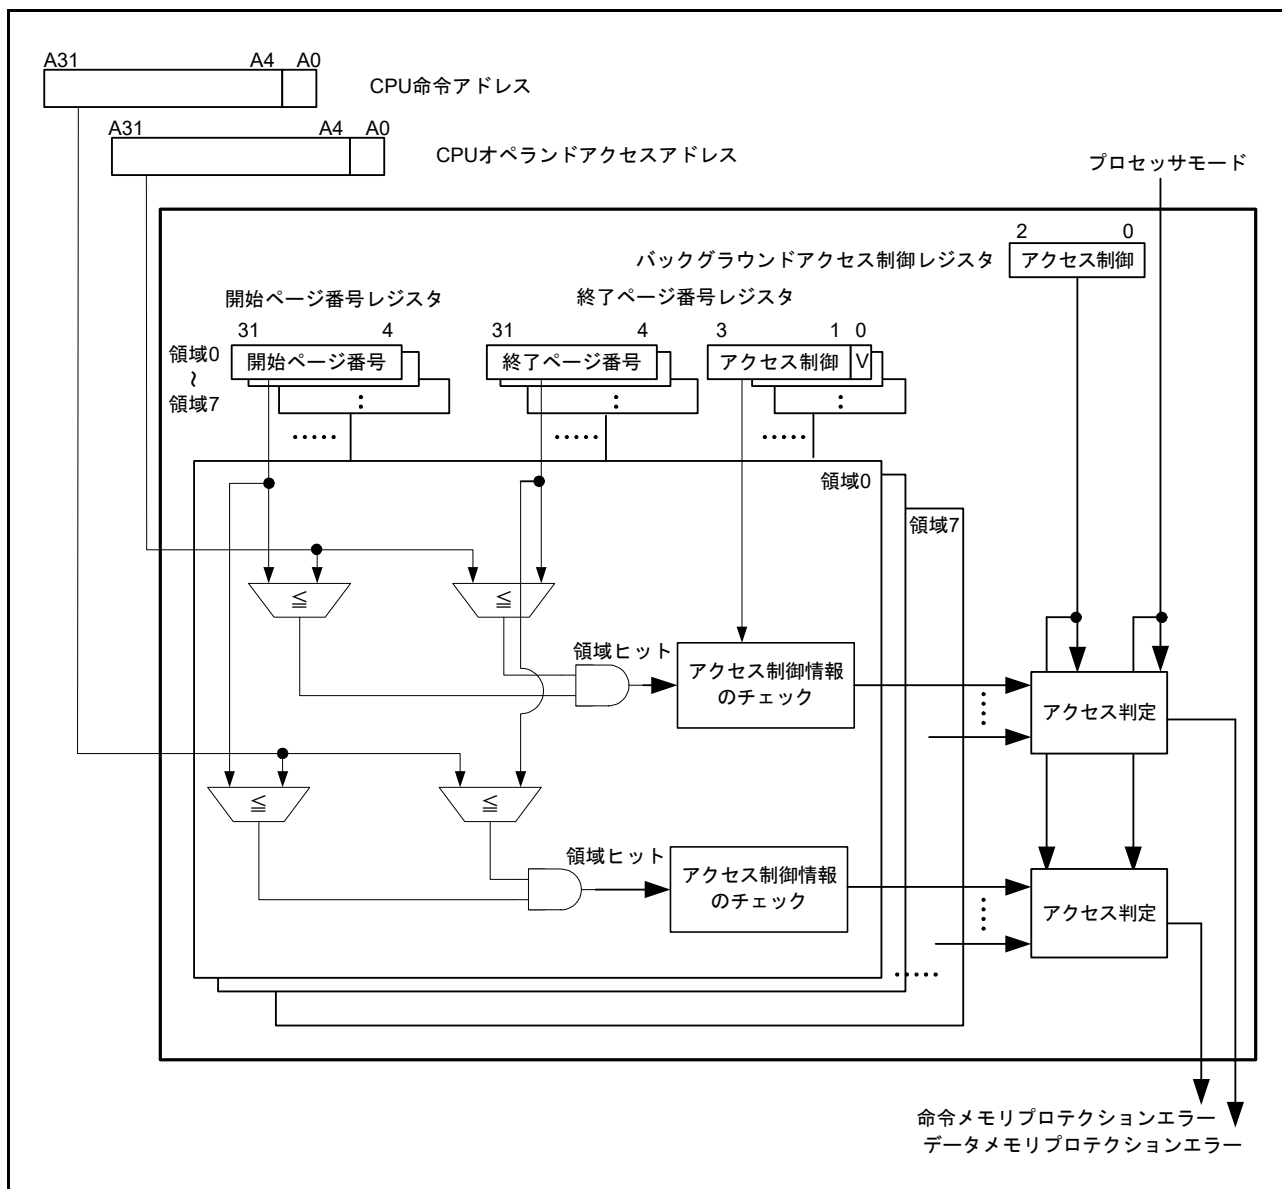 A31 A4 A0
CPU命令アドレス
A31 A4 A0
CPUオペランドアクセスアドレス
プロセッサモード
2 0
バックグラウンドアクセス制御レジスタ アクセス制御
開始ページ番号レジスタ 終了ページ番号レジスタ
31 4 31 4 3 1 0
領域0 開始ページ番号 終了ページ番号 アクセス制御 V
~
領域7 : : :
..... ..... .....
領域0
領域7
≦ ≦
領域ヒット
アクセス制御情報
のチェック
アクセス判定
≦ ≦
領域ヒット
アクセス制御情報
のチェック
アクセス判定
.....
命令メモリプロテクションエラー
データメモリプロテクションエラー